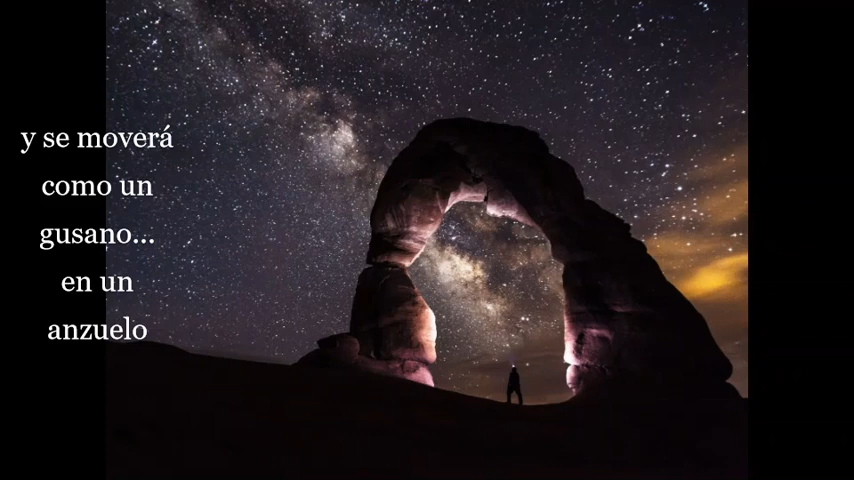 y se moverá
como un
gusano...
en un
anzuelo